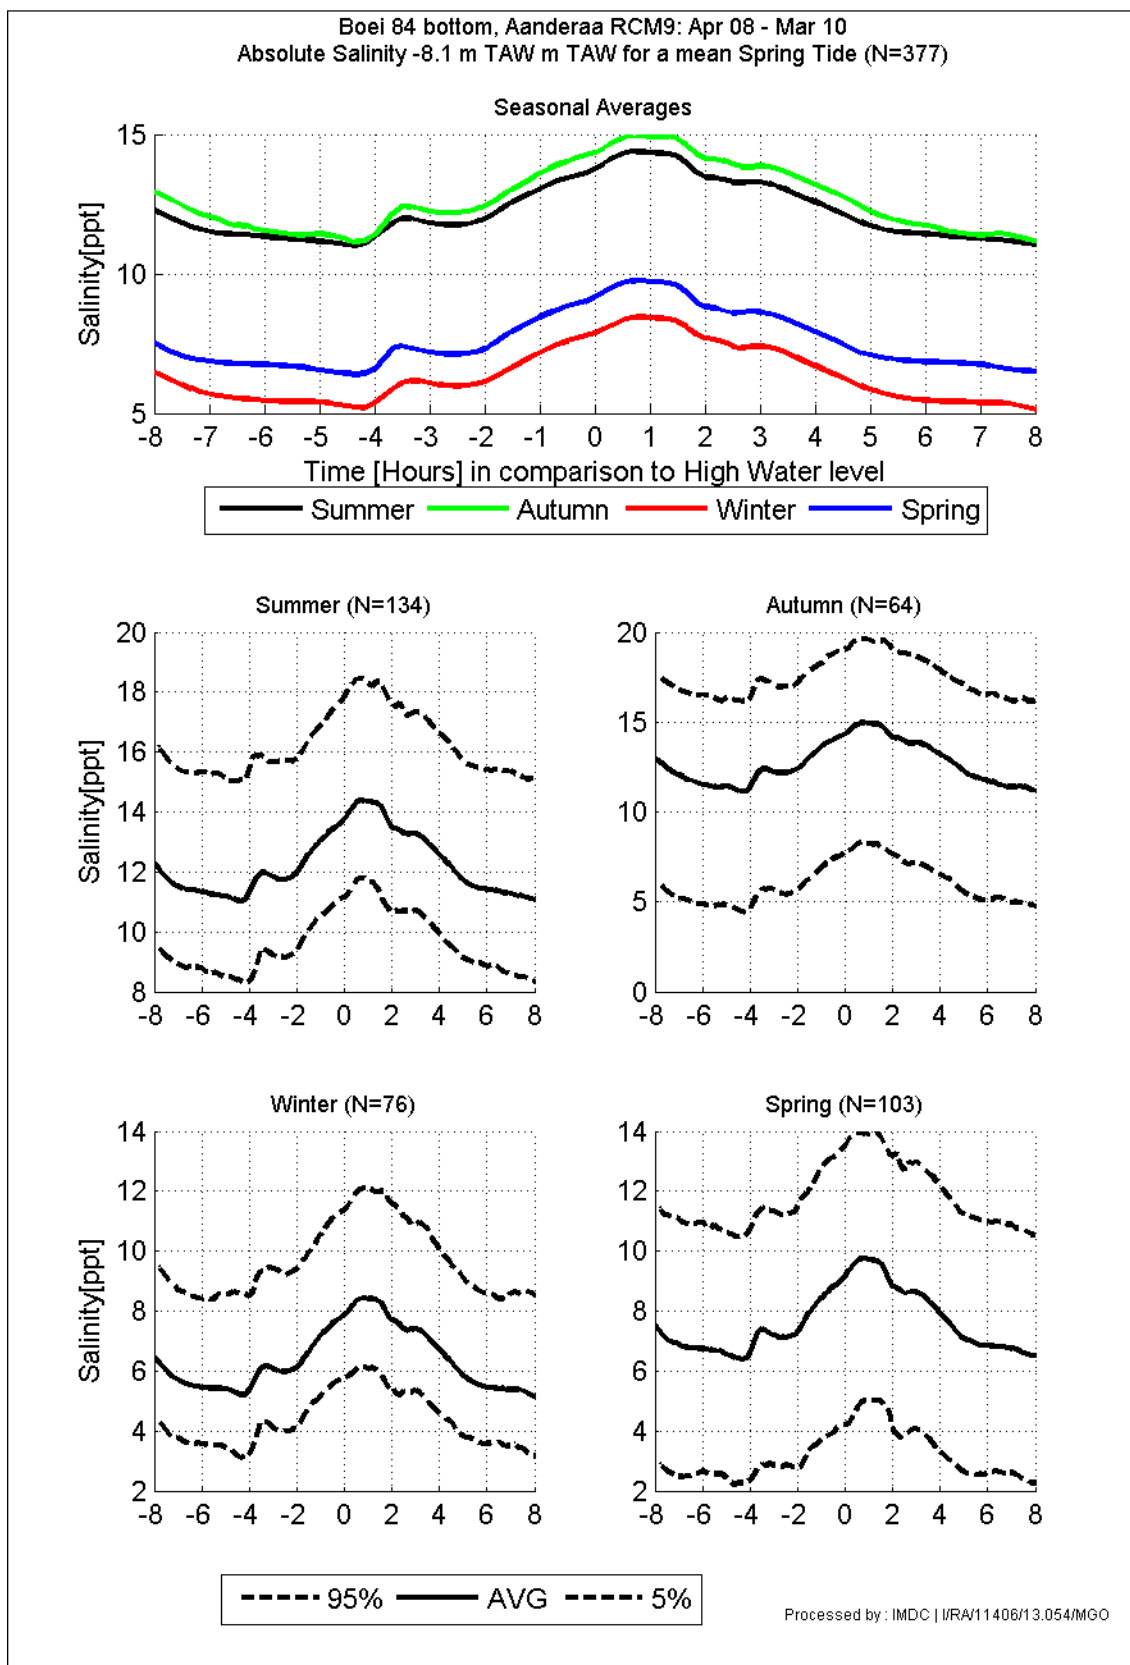 Boei 84 bottom, Aanderaa RCM9: Apr 08 - Mar 10
Absolute Salinity -8.1 m TAW m TAW for a mean Spring Tide (N=377)
Seasonal Averages
15
10
5
Salinity[ppt]
-8 -7 -6 -5 -4 -3 -2 -1 0 1 2 3 4 5 6 7 8
Time [Hours] in comparison to High Water level
Summer Autumn Winter Spring
Summer (N=134)
20
18
16
14
12
10
8
Salinity[ppt]
-8 -6 -4 -2 0 2 4 6 8
Autumn (N=64)
20
15
10
5
0
-8 -6 -4 -2 0 2 4 6 8
Winter (N=76)
14
12
10
8
6
4
2
Salinity[ppt]
-8 -6 -4 -2 0 2 4 6 8
Spring (N=103)
14
12
10
8
6
4
2
-8 -6 -4 -2 0 2 4 6 8
95% AVG 5%
Processed by : IMDC | I/RA/11406/13.054/MGO